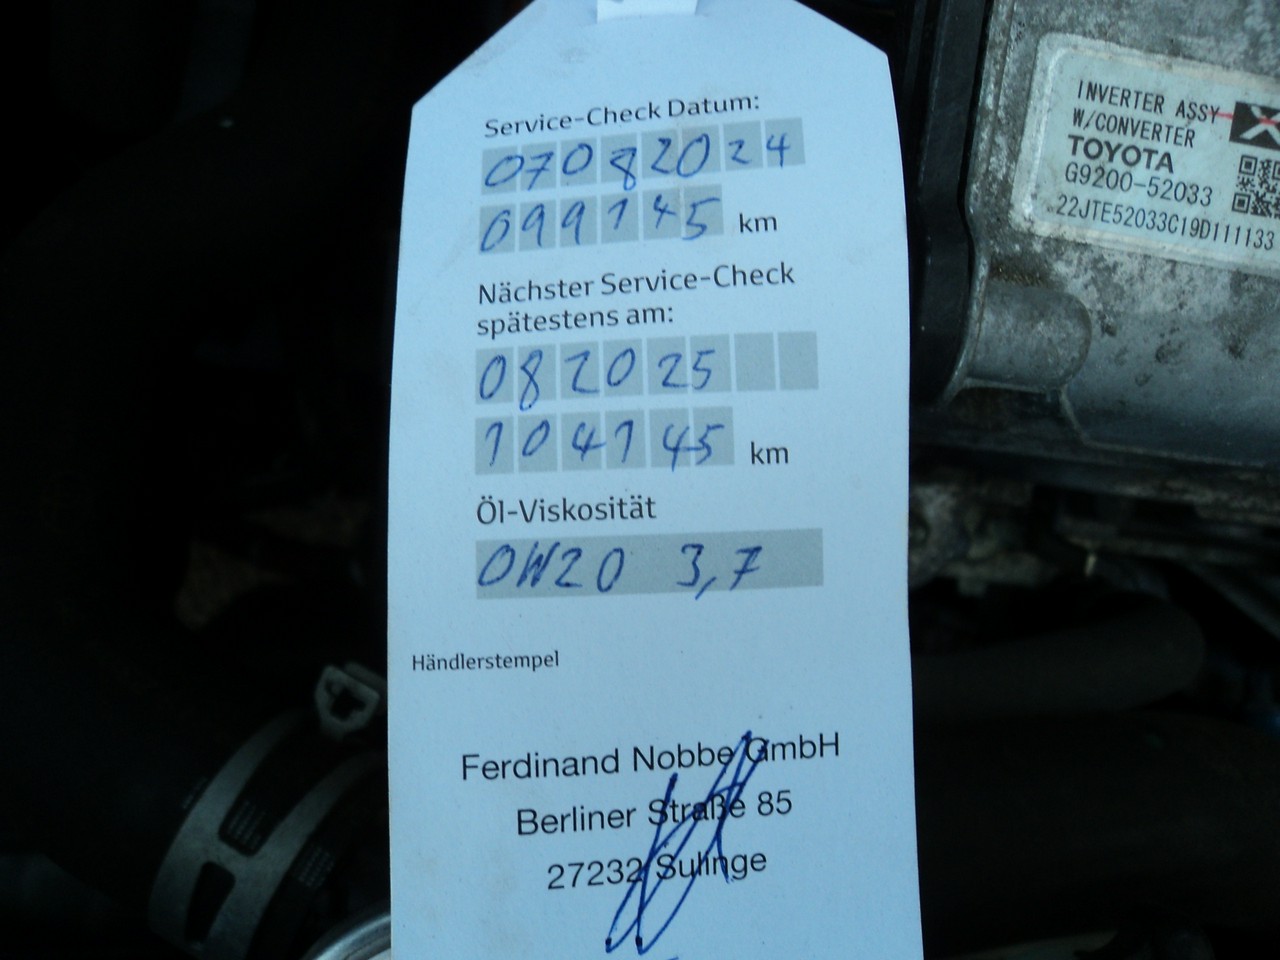 Service-Check Datum:
07082024
099145 km
Nächster Service-Check
spätestens am:
082025
104145 km
Öl-Viskosität
0W20 3,7
Händlerstempel
Ferdinand Nobbe GmbH
Berliner Straße 85
27232 Sulinge
INVERTER ASSY
W/CONVERTER
TOYOTA
G9200-52033
22JTE52033C19D111133